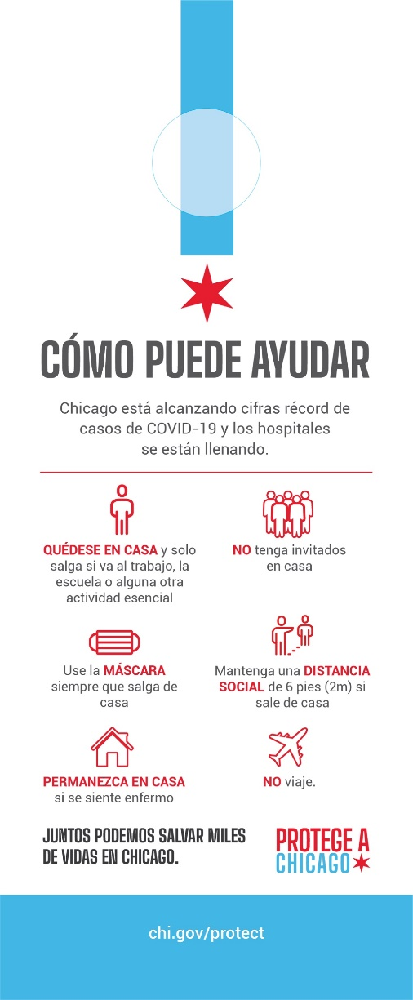 CÓMO PUEDE AYUDAR
Chicago está alcanzando cifras récord de
casos de COVID-19 y los hospitales
se están llenando.
QUÉDESE EN CASA y solo
salga si va al trabajo, la
escuela o alguna otra
actividad esencial
NO tenga invitados
en casa
Use la MÁSCARA
siempre que salga de
casa
Mantenga una DISTANCIA
SOCIAL de 6 pies (2m) si
sale de casa
PERMANEZCA EN CASA
si se siente enfermo
NO viaje.
JUNTOS PODEMOS SALVAR MILES
DE VIDAS EN CHICAGO.
PROTEGE A
CHICAGO
chi.gov/protect